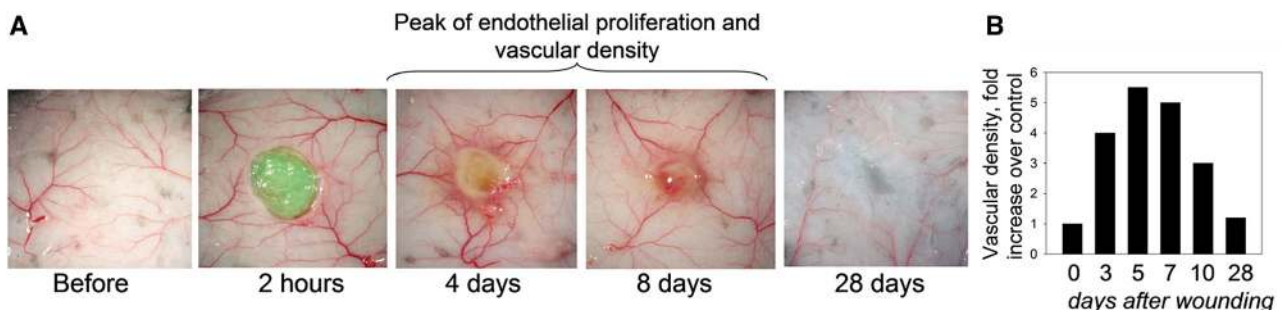 A
Peak of endothelial proliferation and
vascular density
Before
2 hours
4 days
8 days
28 days
B
Vascular density, fold
increase over control
6
5
4
3
2
1
0
0 3 5 7 10 28
days after wounding